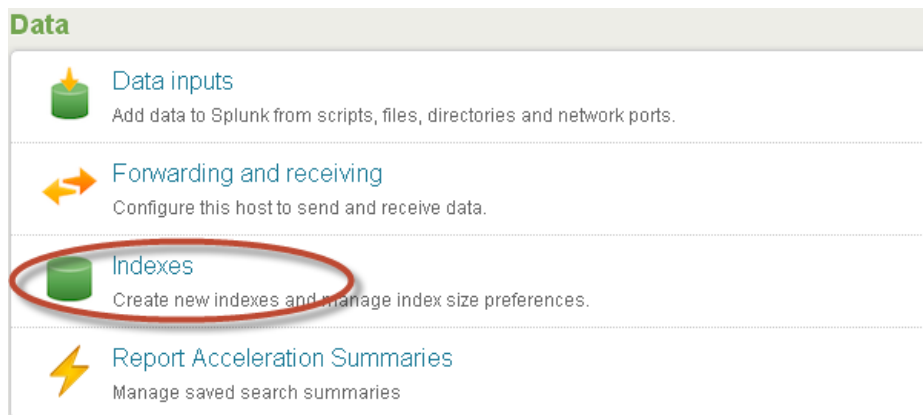 Data
Data inputs
Add data to Splunk from scripts, files, directories and network ports.
Forwarding and receiving
Configure this host to send and receive data.
Indexes
Create new indexes and manage index size preferences.
Report Acceleration Summaries
Manage saved search summaries